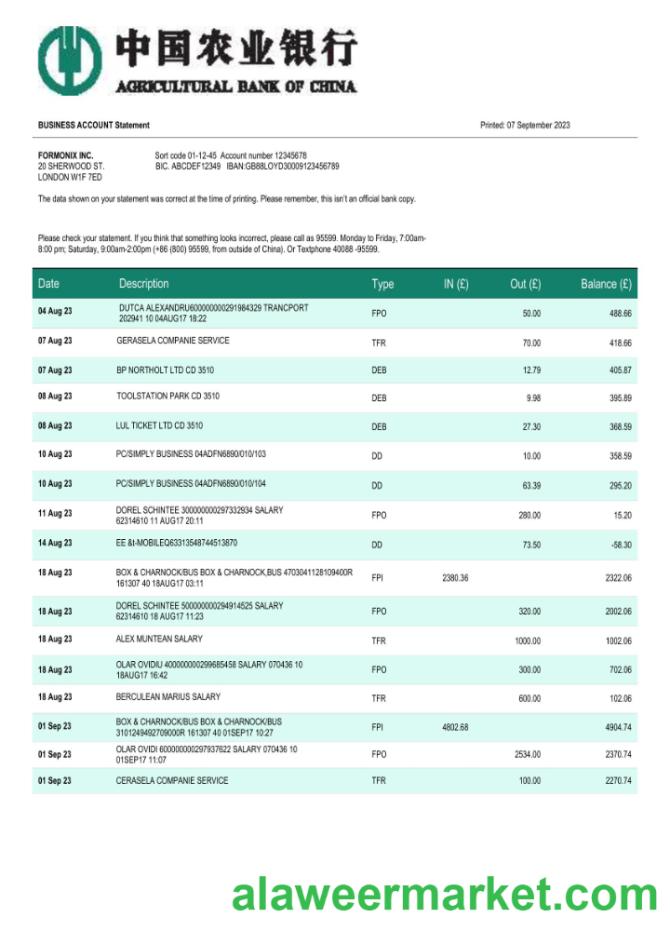 中国农业银行
AGRICULTURAL BANK OF CHINA
BUSINESS ACCOUNT Statement Printed: 07 September 2023
FORMONIX INC. Sort code 01-12-45 Account number 12345678
20 SHERWOOD ST. BIC. ABCDEF12349 IBAN:GB88LOYD30009123456789
LONDON W1F 7ED
The data shown on your statement was correct at the time of printing. Please remember, this isn't an official bank copy.
Please check your statement. If you think that something looks incorrect, please call as 95599. Monday to Friday, 7:00am-
8:00 pm; Saturday, 9:00am-2:00pm (+86 (800) 95599, from outside of China). Or Textphone 40088 -95599.
Date Description Type IN (£) Out (£) Balance (£)
04 Aug 23 DUTCA ALEXANDRU600000000291984329 TRANCPORT FPO 50.00 488.66
202941 10 04AUG17 18:22
07 Aug 23 GERASELA COMPANIE SERVICE TFR 70.00 418.66
07 Aug 23 BP NORTHOLT LTD CD 3510 DEB 12.79 405.87
08 Aug 23 TOOLSTATION PARK CD 3510 DEB 9.98 395.89
08 Aug 23 LUL TICKET LTD CD 3510 DEB 27.30 368.59
10 Aug 23 PC/SIMPLY BUSINESS 04ADFN6890/010/103 DD 10.00 358.59
10 Aug 23 PC/SIMPLY BUSINESS 04ADFN6890/010/104 DD 63.39 295.20
11 Aug 23 DOREL SCHINTEE 300000000297332934 SALARY FPO 280.00 15.20
62314610 11 AUG17 20:11
14 Aug 23 EE &t-MOBILEQ63313548744513870 DD 73.50 -58.30
18 Aug 23 BOX & CHARNOCK/BUS BOX & CHARNOCK,BUS 4703041128109400R FPI 2380.36 2322.06
161307 40 18AUG17 03:11
18 Aug 23 DOREL SCHINTEE 500000000294914525 SALARY FPO 320.00 2002.06
62314610 18 AUG17 11:23
18 Aug 23 ALEX MUNTEAN SALARY TFR 1000.00 1002.06
18 Aug 23 OLAR OVIDIU 400000000299685458 SALARY 070436 10 FPO 300.00 702.06
18AUG17 16:42
18 Aug 23 BERCULEAN MARIUS SALARY TFR 600.00 102.06
01 Sep 23 BOX & CHARNOCK/BUS BOX & CHARNOCK/BUS FPI 4802.68 4904.74
3101249492709000R 161307 40 01SEP17 10:27
01 Sep 23 OLAR OVIDI 600000000297937622 SALARY 070436 10 FPO 2534.00 2370.74
01SEP17 11:07
01 Sep 23 CERASELA COMPANIE SERVICE TFR 100.00 2270.74
alaweermarket.com